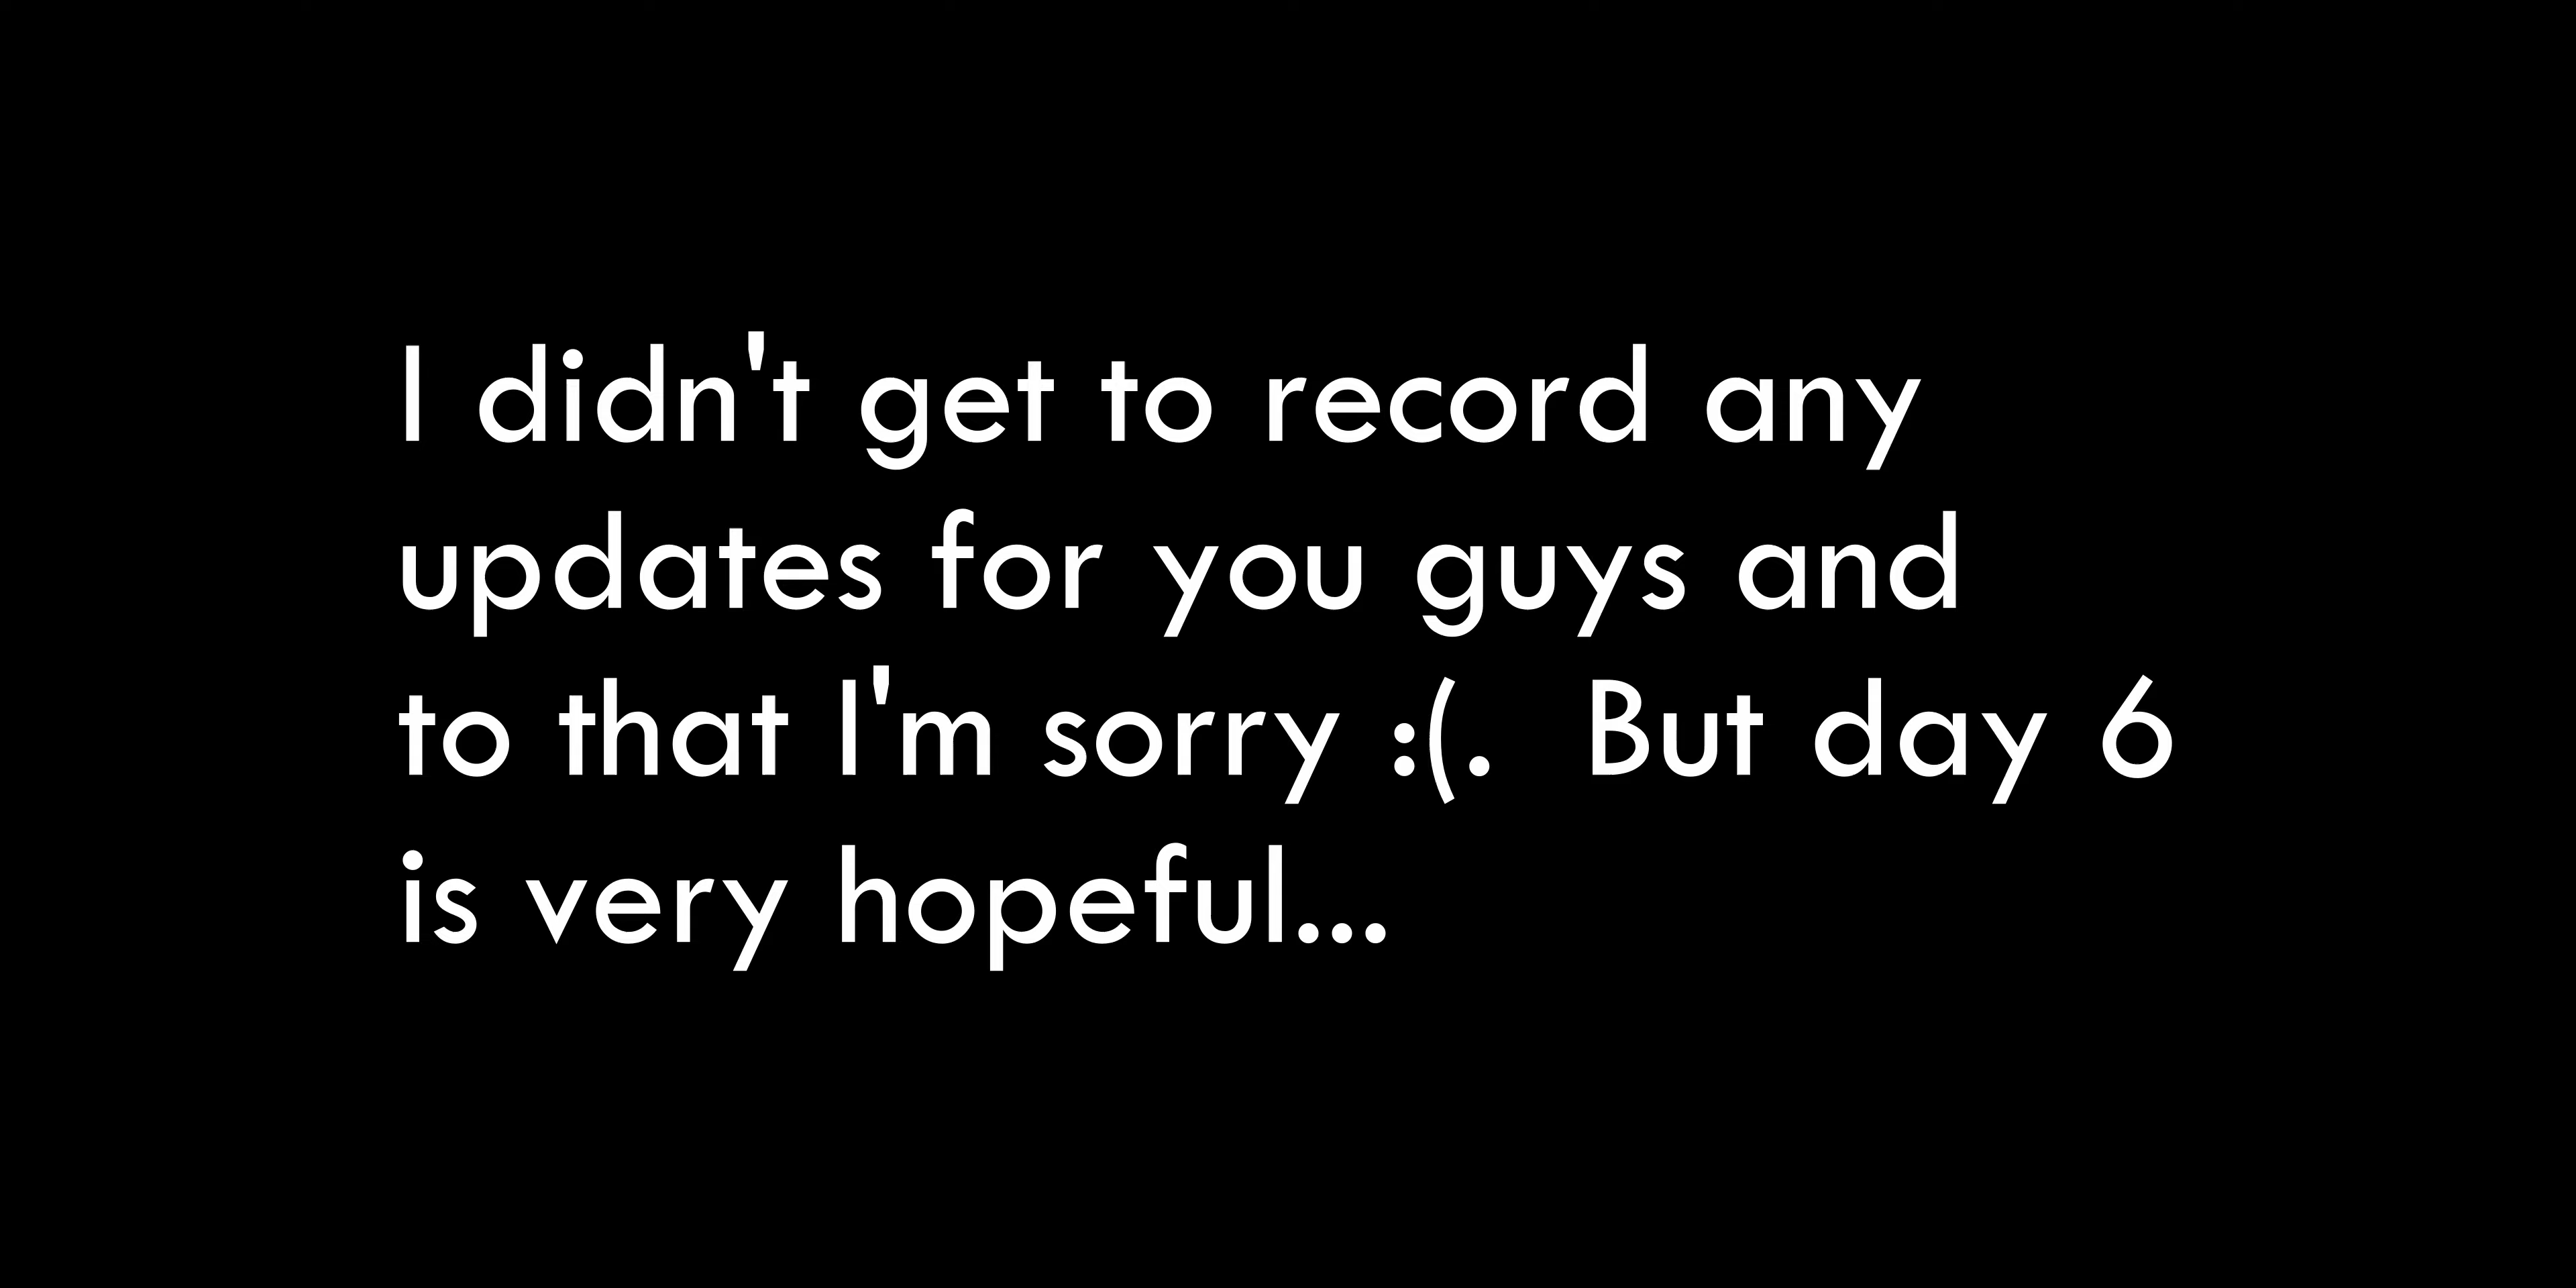 I didn't get to record any
updates for you guys and
to that I'm sorry :(.  But day 6
is very hopeful...